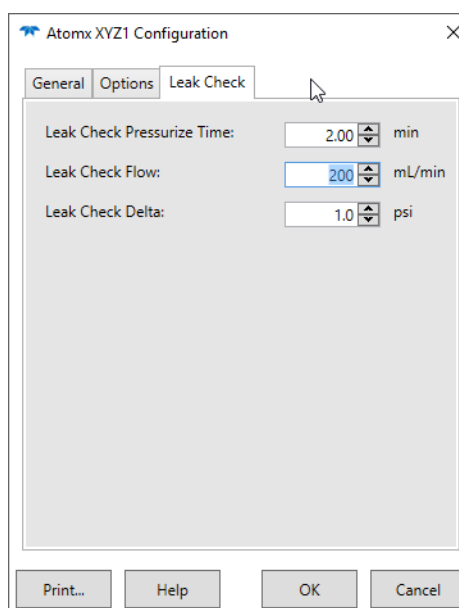 Atomx XYZ1 Configuration
General Options Leak Check
Leak Check Pressurize Time: 2.00 min
Leak Check Flow: 200 mL/min
Leak Check Delta: 1.0 psi
Print... Help OK Cancel